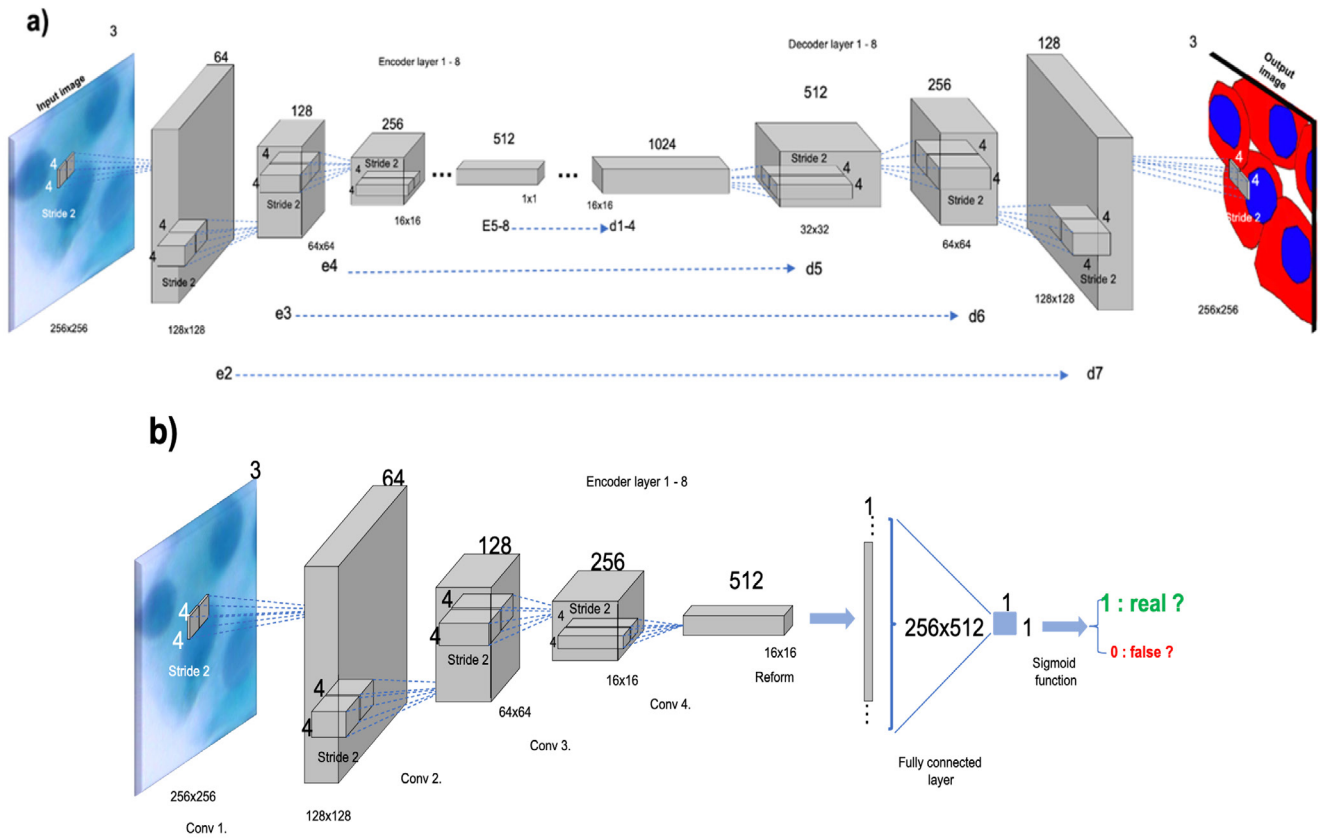 a)
3
Input image
4
4
Stride 2
256x256
64
4
4
Stride 2
128x128
Encoder layer 1 - 8
128
4
4
Stride 2
64x64
256
Stride 2
4
4
16x16
...
512
1x1
...
1024
16x16
Decoder layer 1 - 8
512
Stride 2
4
4
32x32
256
4
4
Stride 2
64x64
128
4
4
Stride 2
128x128
3
Output
image
4
4
Stride 2
256x256
E5-8
d1-4
e4
d5
e3
d6
e2
d7
b)
3
4
4
Stride 2
256x256
Conv 1.
64
4
4
Stride 2
128x128
Conv 2.
Encoder layer 1 - 8
128
4
4
Stride 2
64x64
Conv 3.
256
Stride 2
4
4
16x16
Conv 4.
512
16x16
Reform
1
...
...
256x512
Fully connected
layer
1
1
Sigmoid
function
1 : real ?
0 : false ?